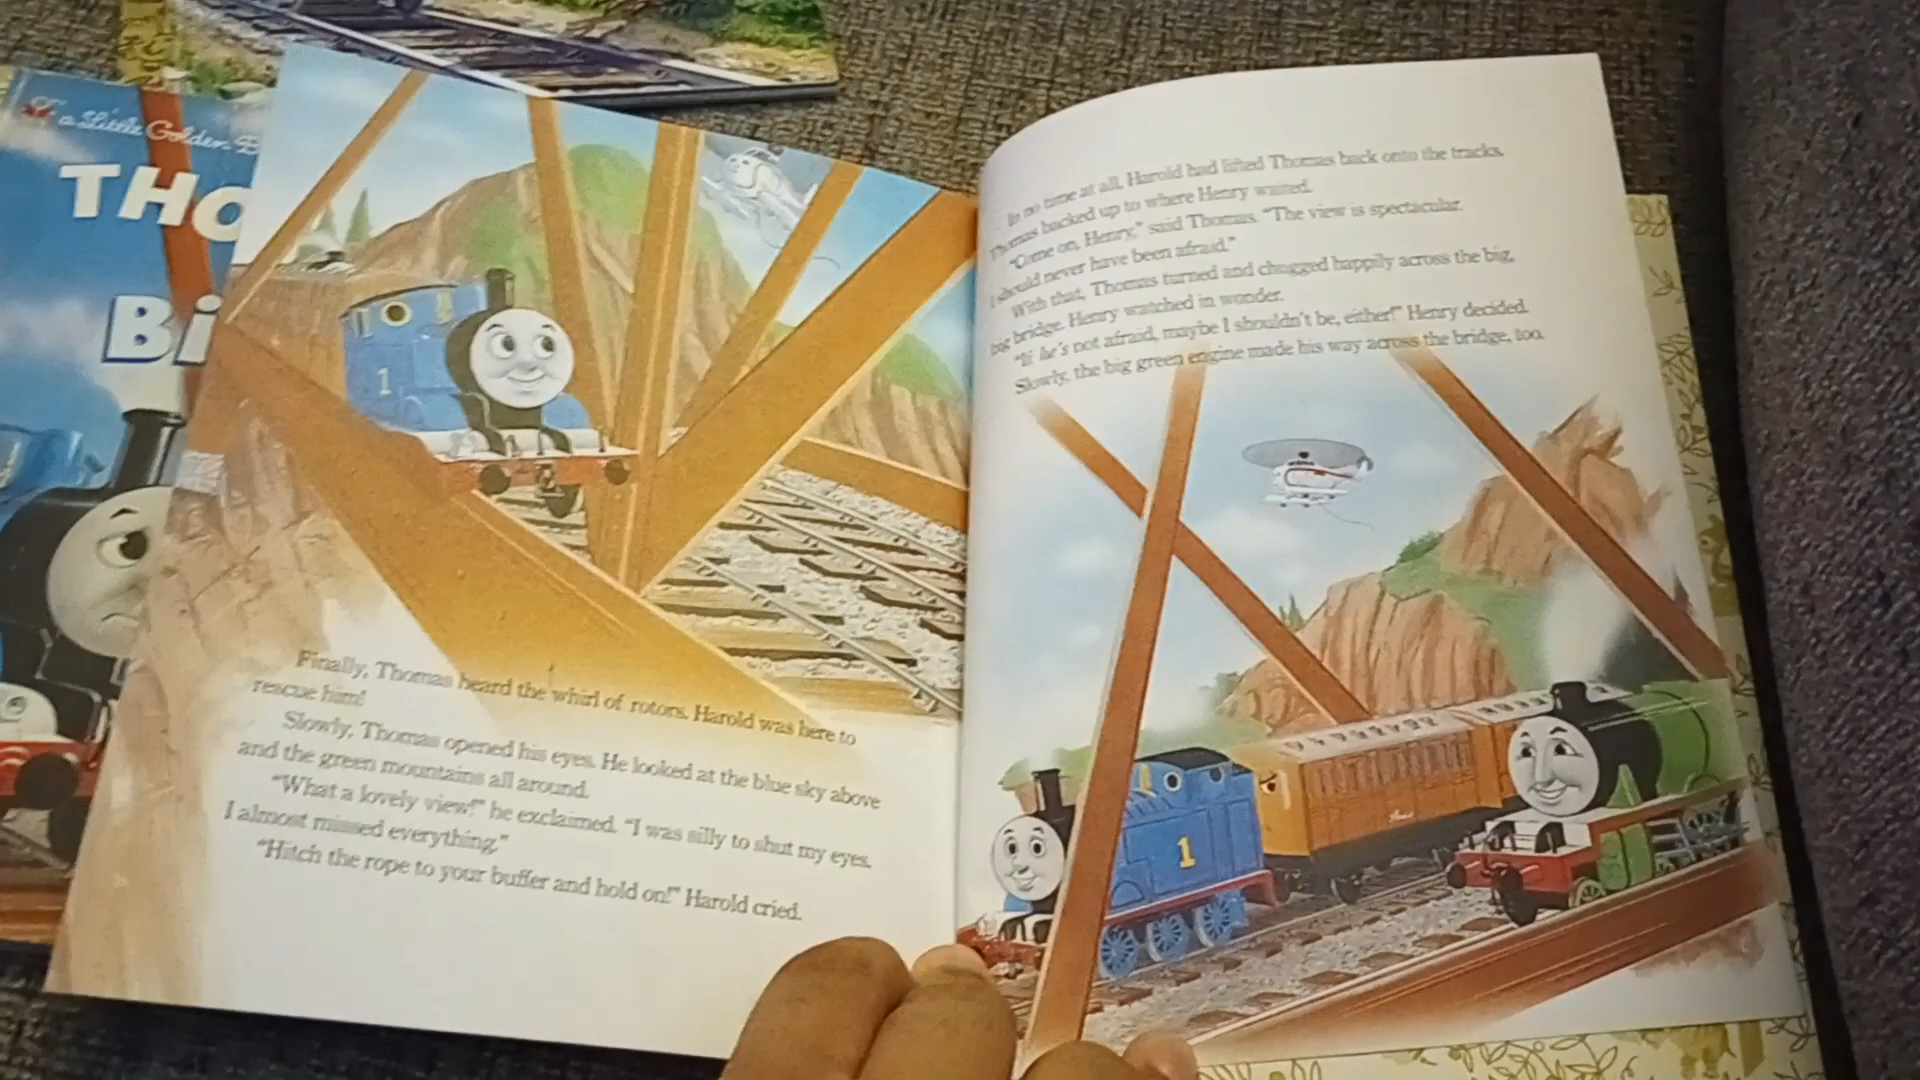 a Little Golden B
THO
Bi
1
Finally, Thomas heard the whirl of rotors. Harold was here to
rescue him!
Slowly, Thomas opened his eyes. He looked at the blue sky above
and the green mountains all around.
"What a lovely view!" he exclaimed. "I was silly to shut my eyes.
I almost missed everything."
"Hitch the rope to your buffer and hold on!" Harold cried.
In no time at all, Harold had lifted Thomas back onto the tracks.
Thomas backed up to where Henry waited.
"Come on, Henry," said Thomas. "The view is spectacular.
I should never have been afraid."
With that, Thomas turned and chugged happily across the big,
big bridge. Henry watched in wonder.
"If he's not afraid, maybe I shouldn't be, either!" Henry decided.
Slowly, the big green engine made his way across the bridge, too.
1